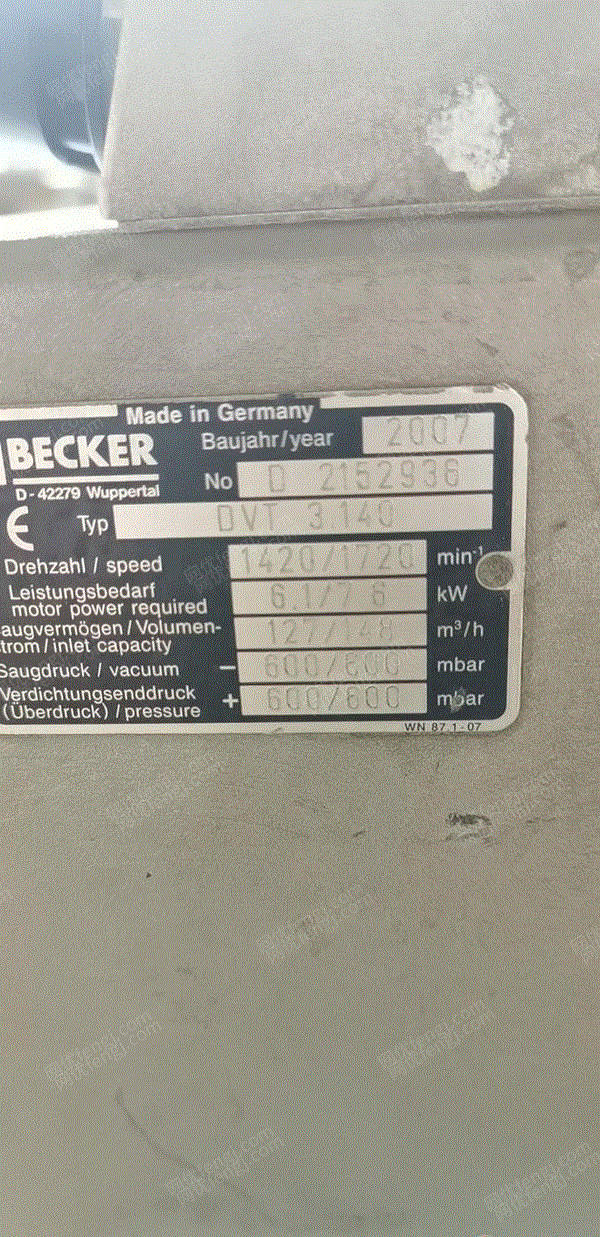 Made in Germany
BECKER
D-42279 Wuppertal
Baujahr/year 2007
No D 2152936
CE Typ DVT 3.140
Drehzahl / speed 1420/1720 min⁻¹
Leistungsbedarf
motor power required 6.1/7.6 kW
augvermögen/Volumen-
trom/inlet capacity 127/148 m³/h
Saugdruck / vacuum − 600/600 mbar
Verdichtungsenddruck
(Überdruck) / pressure + 600/600 mbar
WN 87.1-07